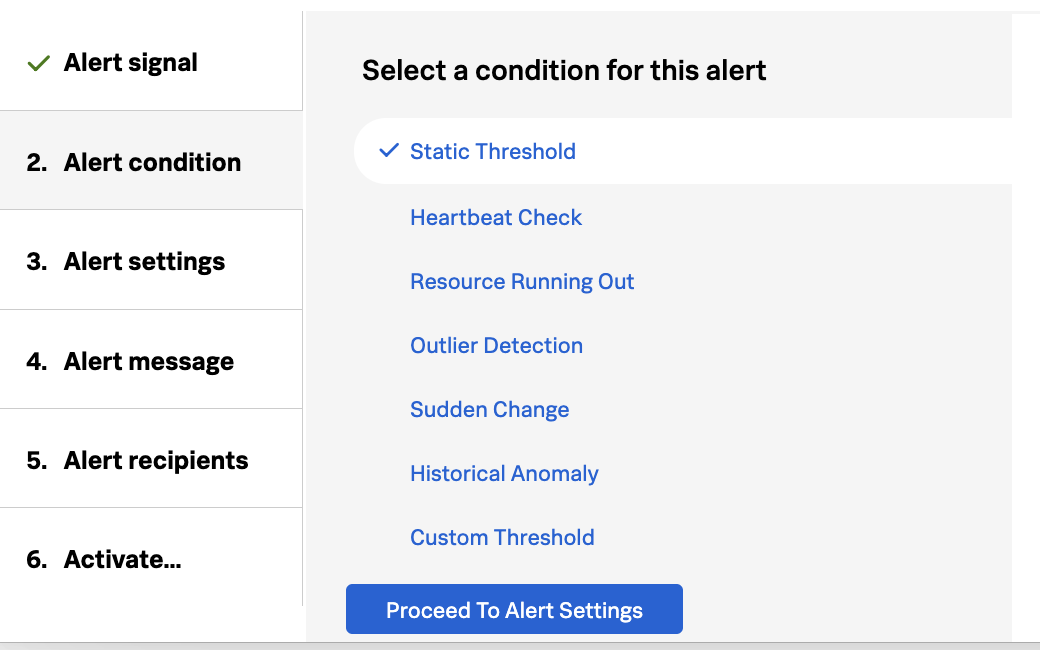 Alert signal
2. Alert condition
3. Alert settings
4. Alert message
5. Alert recipients
6. Activate...
Select a condition for this alert
Static Threshold
Heartbeat Check
Resource Running Out
Outlier Detection
Sudden Change
Historical Anomaly
Custom Threshold
Proceed To Alert Settings